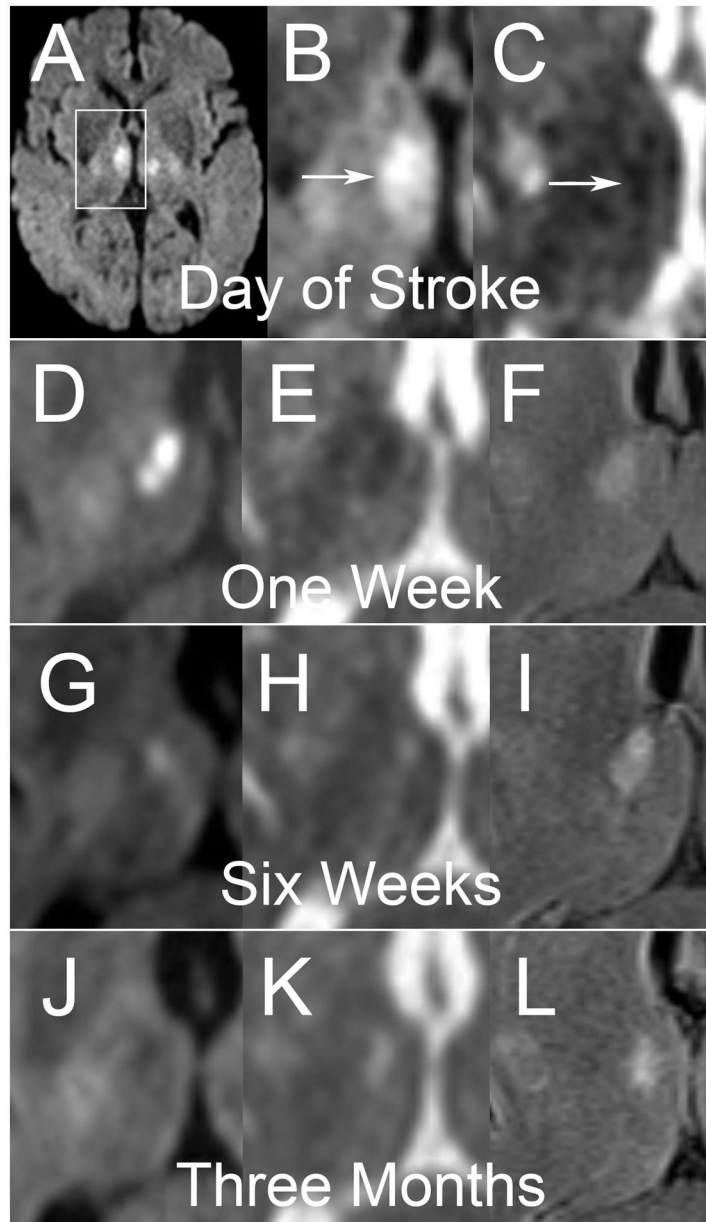 A B C
Day of Stroke
D E F
One Week
G H I
Six Weeks
J K L
Three Months